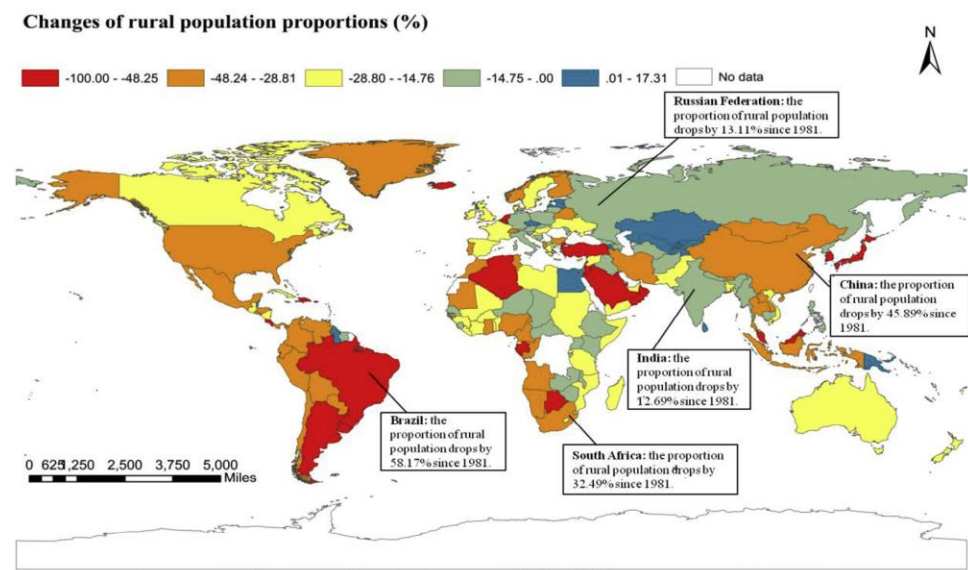 Changes of rural population proportions (%)
N
-100.00 - -48.25
-48.24 - -28.81
-28.80 - -14.76
-14.75 - .00
.01 - 17.31
No data
Russian Federation: the
proportion of rural population
drops by 13.11% since 1981.
China: the proportion
of rural population
drops by 45.89% since
1981.
India: the
proportion of rural
population drops by
12.69% since 1981.
Brazil: the
proportion of rural
population drops by
58.17% since 1981.
South Africa: the proportion
of rural population drops by
32.49% since 1981.
0 625 1,250 2,500 3,750 5,000
Miles